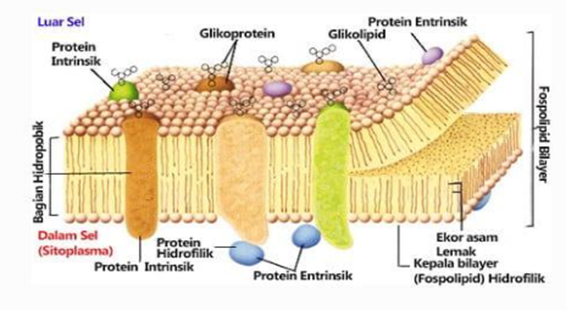 Luar Sel
Protein Entrinsik
Glikoprotein
Glikolipid
Protein
Intrinsik
Bagian Hidropobik
Fospolipid Bilayer
Dalam Sel
(Sitoplasma)
Protein
Hidrofilik
Protein Intrinsik
Protein Entrinsik
Ekor asam
Lemak
Kepala bilayer
(Fospolipid) Hidrofilik